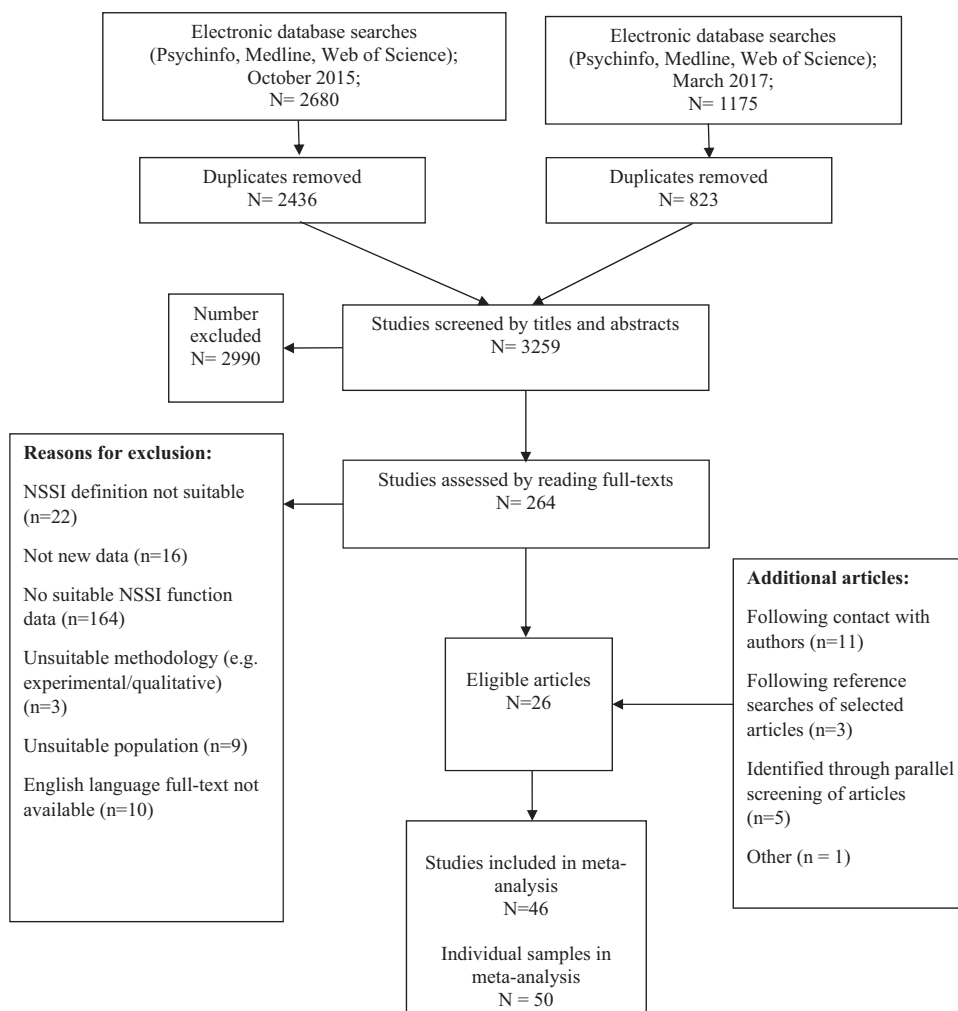 Electronic database searches
(Psychinfo, Medline, Web of Science);
October 2015;
N= 2680
Electronic database searches
(Psychinfo, Medline, Web of Science);
March 2017;
N= 1175
Duplicates removed
N= 2436
Duplicates removed
N= 823
Number
excluded
N= 2990
Studies screened by titles and abstracts
N= 3259
Reasons for exclusion:
NSSI definition not suitable
(n=22)
Not new data (n=16)
No suitable NSSI function
data (n=164)
Unsuitable methodology (e.g.
experimental/qualitative)
(n=3)
Unsuitable population (n=9)
English language full-text not
available (n=10)
Studies assessed by reading full-texts
N= 264
Eligible articles
N=26
Additional articles:
Following contact with
authors (n=11)
Following reference
searches of selected
articles (n=3)
Identified through parallel
screening of articles
(n=5)
Other (n = 1)
Studies included in meta-
analysis
N=46
Individual samples in
meta-analysis
N = 50